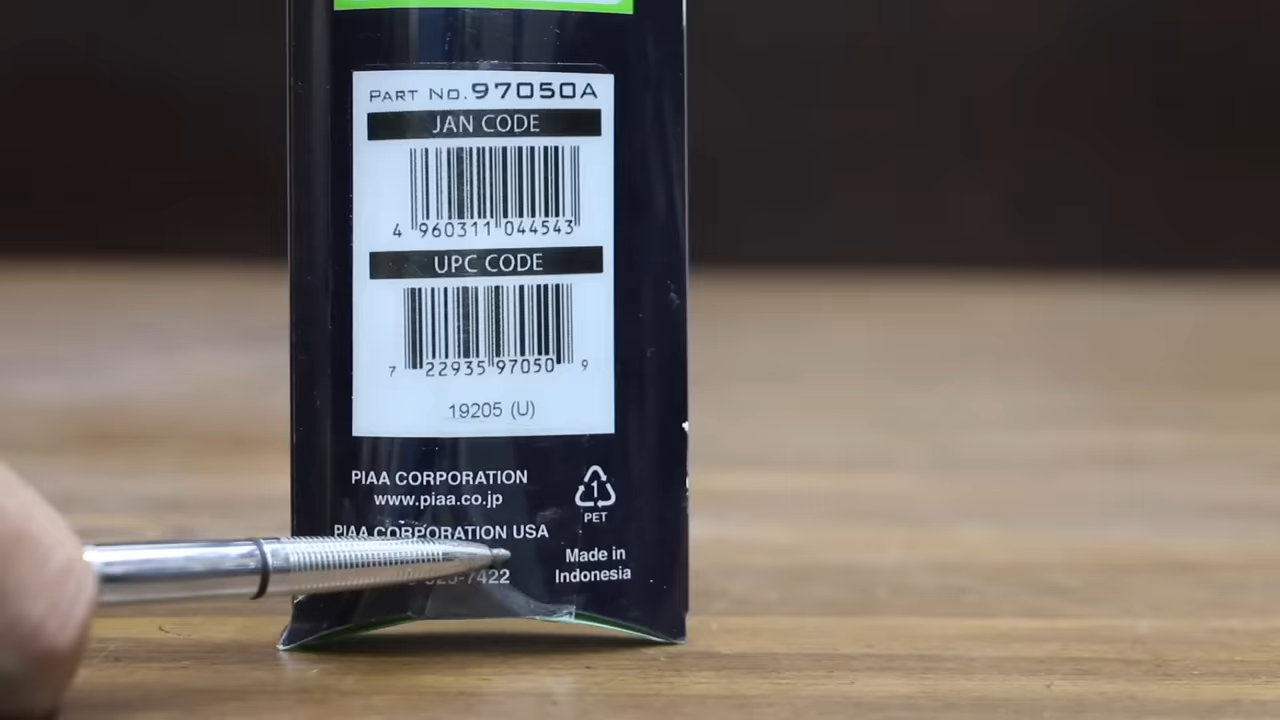 PART NO. 97050A
JAN CODE
4 960311 044543
UPC CODE
7 22935 97050 9
19205 (U)
PIAA CORPORATION
www.piaa.co.jp
1
PET
PIAA CORPORATION USA
Made in
Indonesia